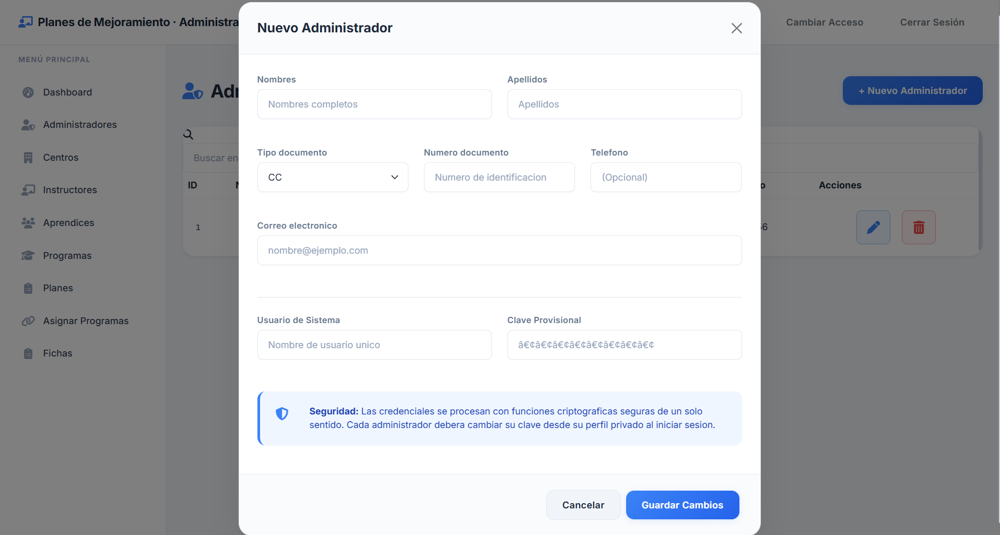 Planes de Mejoramiento · Administra
Cambiar Acceso
Cerrar Sesión
MENÚ PRINCIPAL
Dashboard
Administradores
Centros
Instructores
Aprendices
Programas
Planes
Asignar Programas
Fichas
Adm
+ Nuevo Administrador
Buscar en
ID
N
o
Acciones
1
56
Nuevo Administrador
Nombres
Apellidos
Nombres completos
Apellidos
Tipo documento
Numero documento
Telefono
CC
Numero de identificacion
(Opcional)
Correo electronico
nombre@ejemplo.com
Usuario de Sistema
Clave Provisional
Nombre de usuario unico
â€¢â€¢â€¢â€¢â€¢â€¢â€¢â€¢
Seguridad: Las credenciales se procesan con funciones criptograficas seguras de un solo
sentido. Cada administrador debera cambiar su clave desde su perfil privado al iniciar sesion.
Cancelar
Guardar Cambios